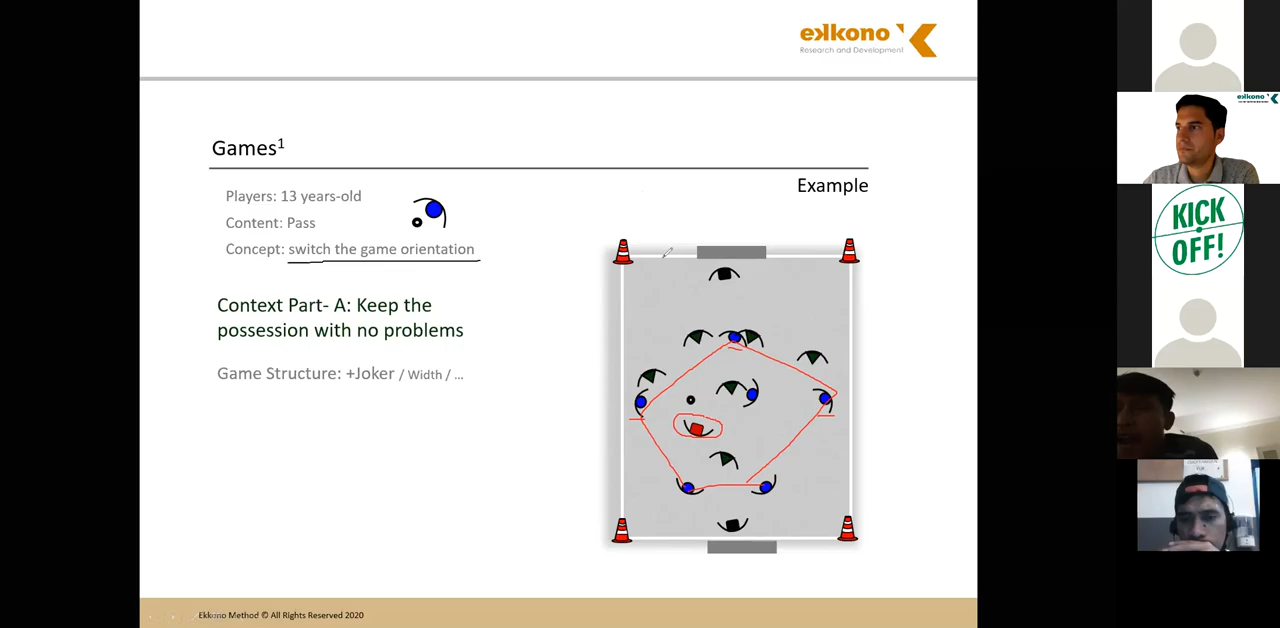 ekkono
Research and Development
Games1
Example
Players: 13 years-old
Content: Pass
Concept: switch the game orientation
Context Part- A: Keep the
possession with no problems
Game Structure: +Joker / Width / ...
Ekkono Method © All Rights Reserved 2020
ekkono
KICK
OFF!